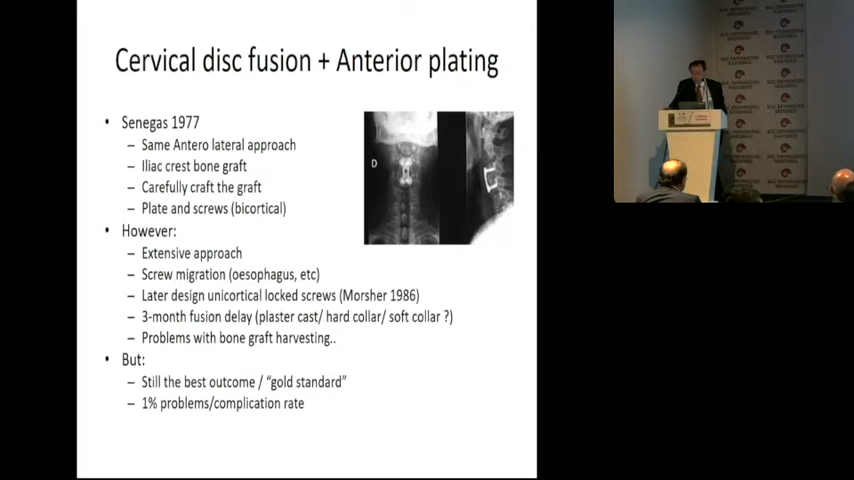 Cervical disc fusion + Anterior plating
• Senegas 1977
– Same Antero lateral approach
– Iliac crest bone graft
– Carefully craft the graft
– Plate and screws (bicortical)
• However:
– Extensive approach
– Screw migration (oesophagus, etc)
– Later design unicortical locked screws (Morsher 1986)
– 3-month fusion delay (plaster cast/ hard collar/ soft collar ?)
– Problems with bone graft harvesting..
• But:
– Still the best outcome / “gold standard”
– 1% problems/complication rate
D